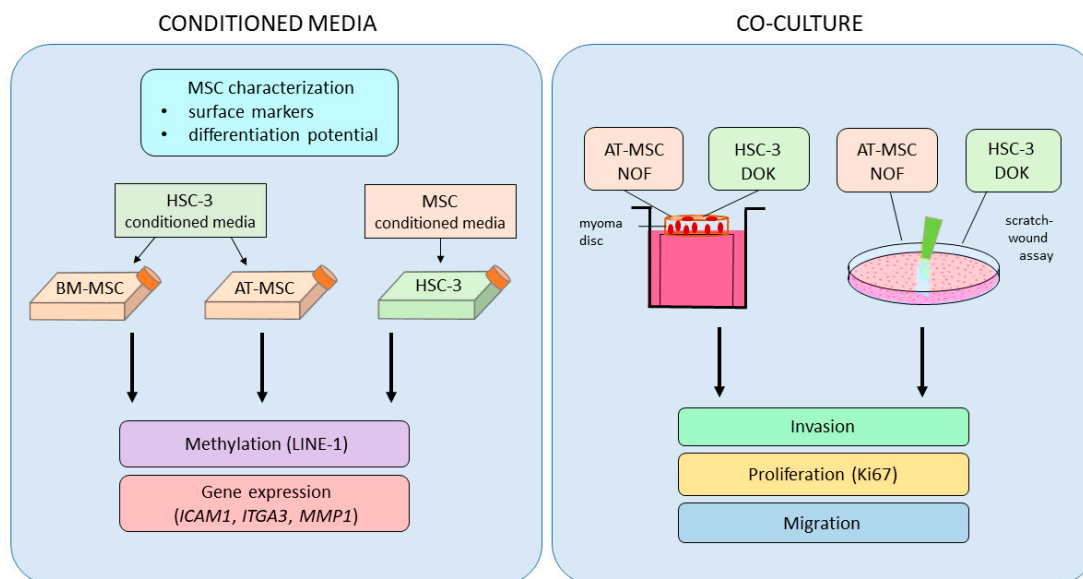 CONDITIONED MEDIA
MSC characterization
• surface markers
• differentiation potential
HSC-3
conditioned media
MSC
conditioned media
BM-MSC
AT-MSC
HSC-3
Methylation (LINE-1)
Gene expression
(ICAM1, ITGA3, MMP1)
CO-CULTURE
AT-MSC
NOF
HSC-3
DOK
myoma
disc
AT-MSC
NOF
HSC-3
DOK
scratch-
wound
assay
Invasion
Proliferation (Ki67)
Migration